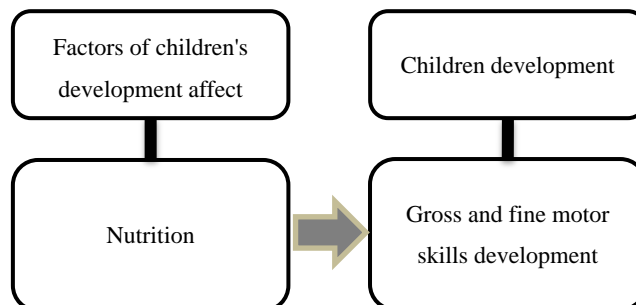 Factors of children's
development affect
Children development
Nutrition
Gross and fine motor
skills development